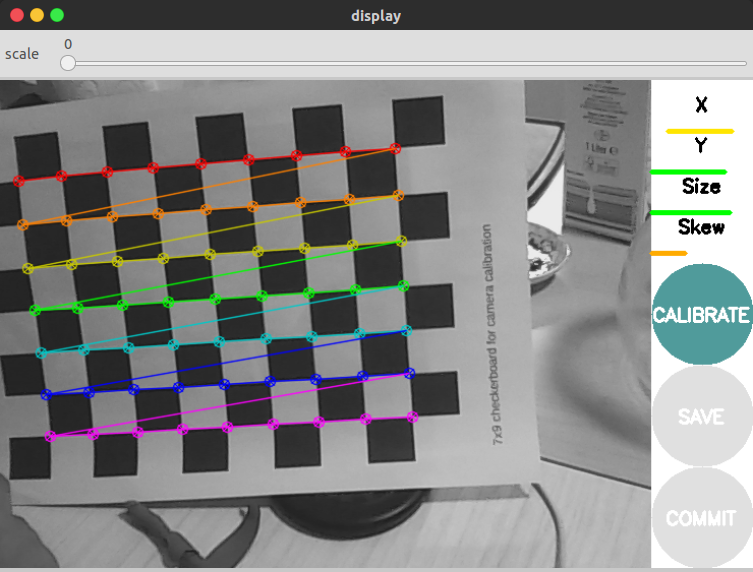 display
scale
0
X
Y
Size
Skew
CALIBRATE
SAVE
COMMIT
7x9 checkerboard for camera calibration
1 Liter